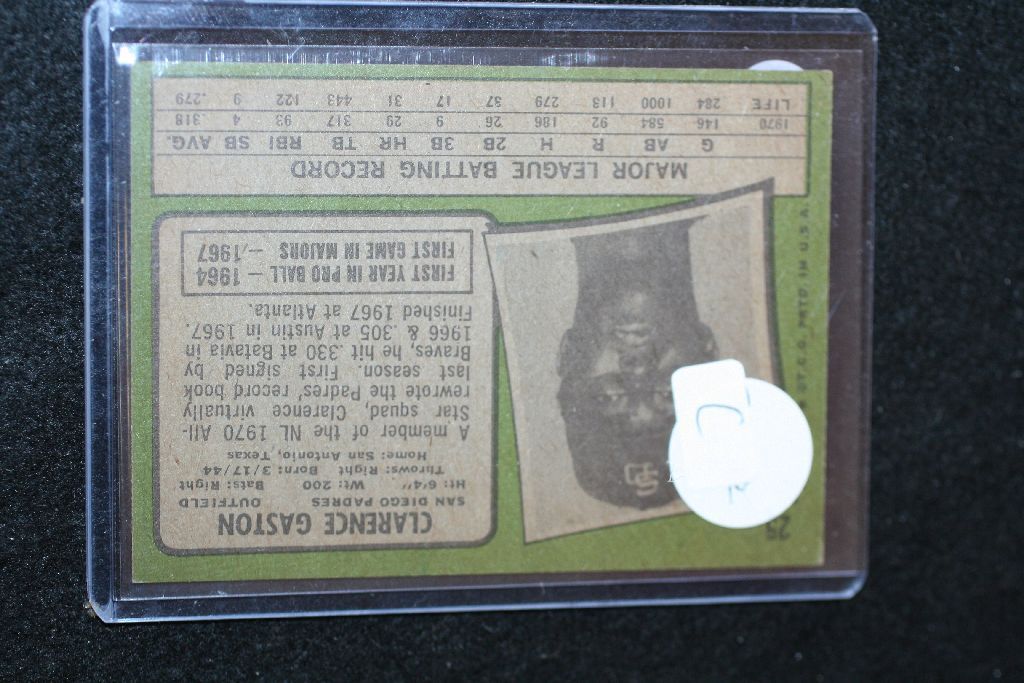 29
CLARENCE GASTON
SAN DIEGO PADRES OUTFIELD
Ht: 6'4" Wt: 200 Bats: Right
Throws: Right Born: 3/17/44
Home: San Antonio, Texas
A member of the NL 1970 All-
Star squad, Clarence virtually
rewrote the Padres' record book
last season. First signed by
Braves, he hit .330 at Batavia in
1966 & .305 at Austin in 1967.
Finished 1967 at Atlanta.
FIRST YEAR IN PRO BALL — 1964
FIRST GAME IN MAJORS — 1967
SD
MAJOR LEAGUE BATTING RECORD
G AB R H 2B 3B HR TB RBI SB AVG.
1970 146 584 92 186 26 9 29 317 93 4 318
LIFE 284 1000 113 279 37 17 31 443 122 9 .279
PRTD. IN U.S.A.